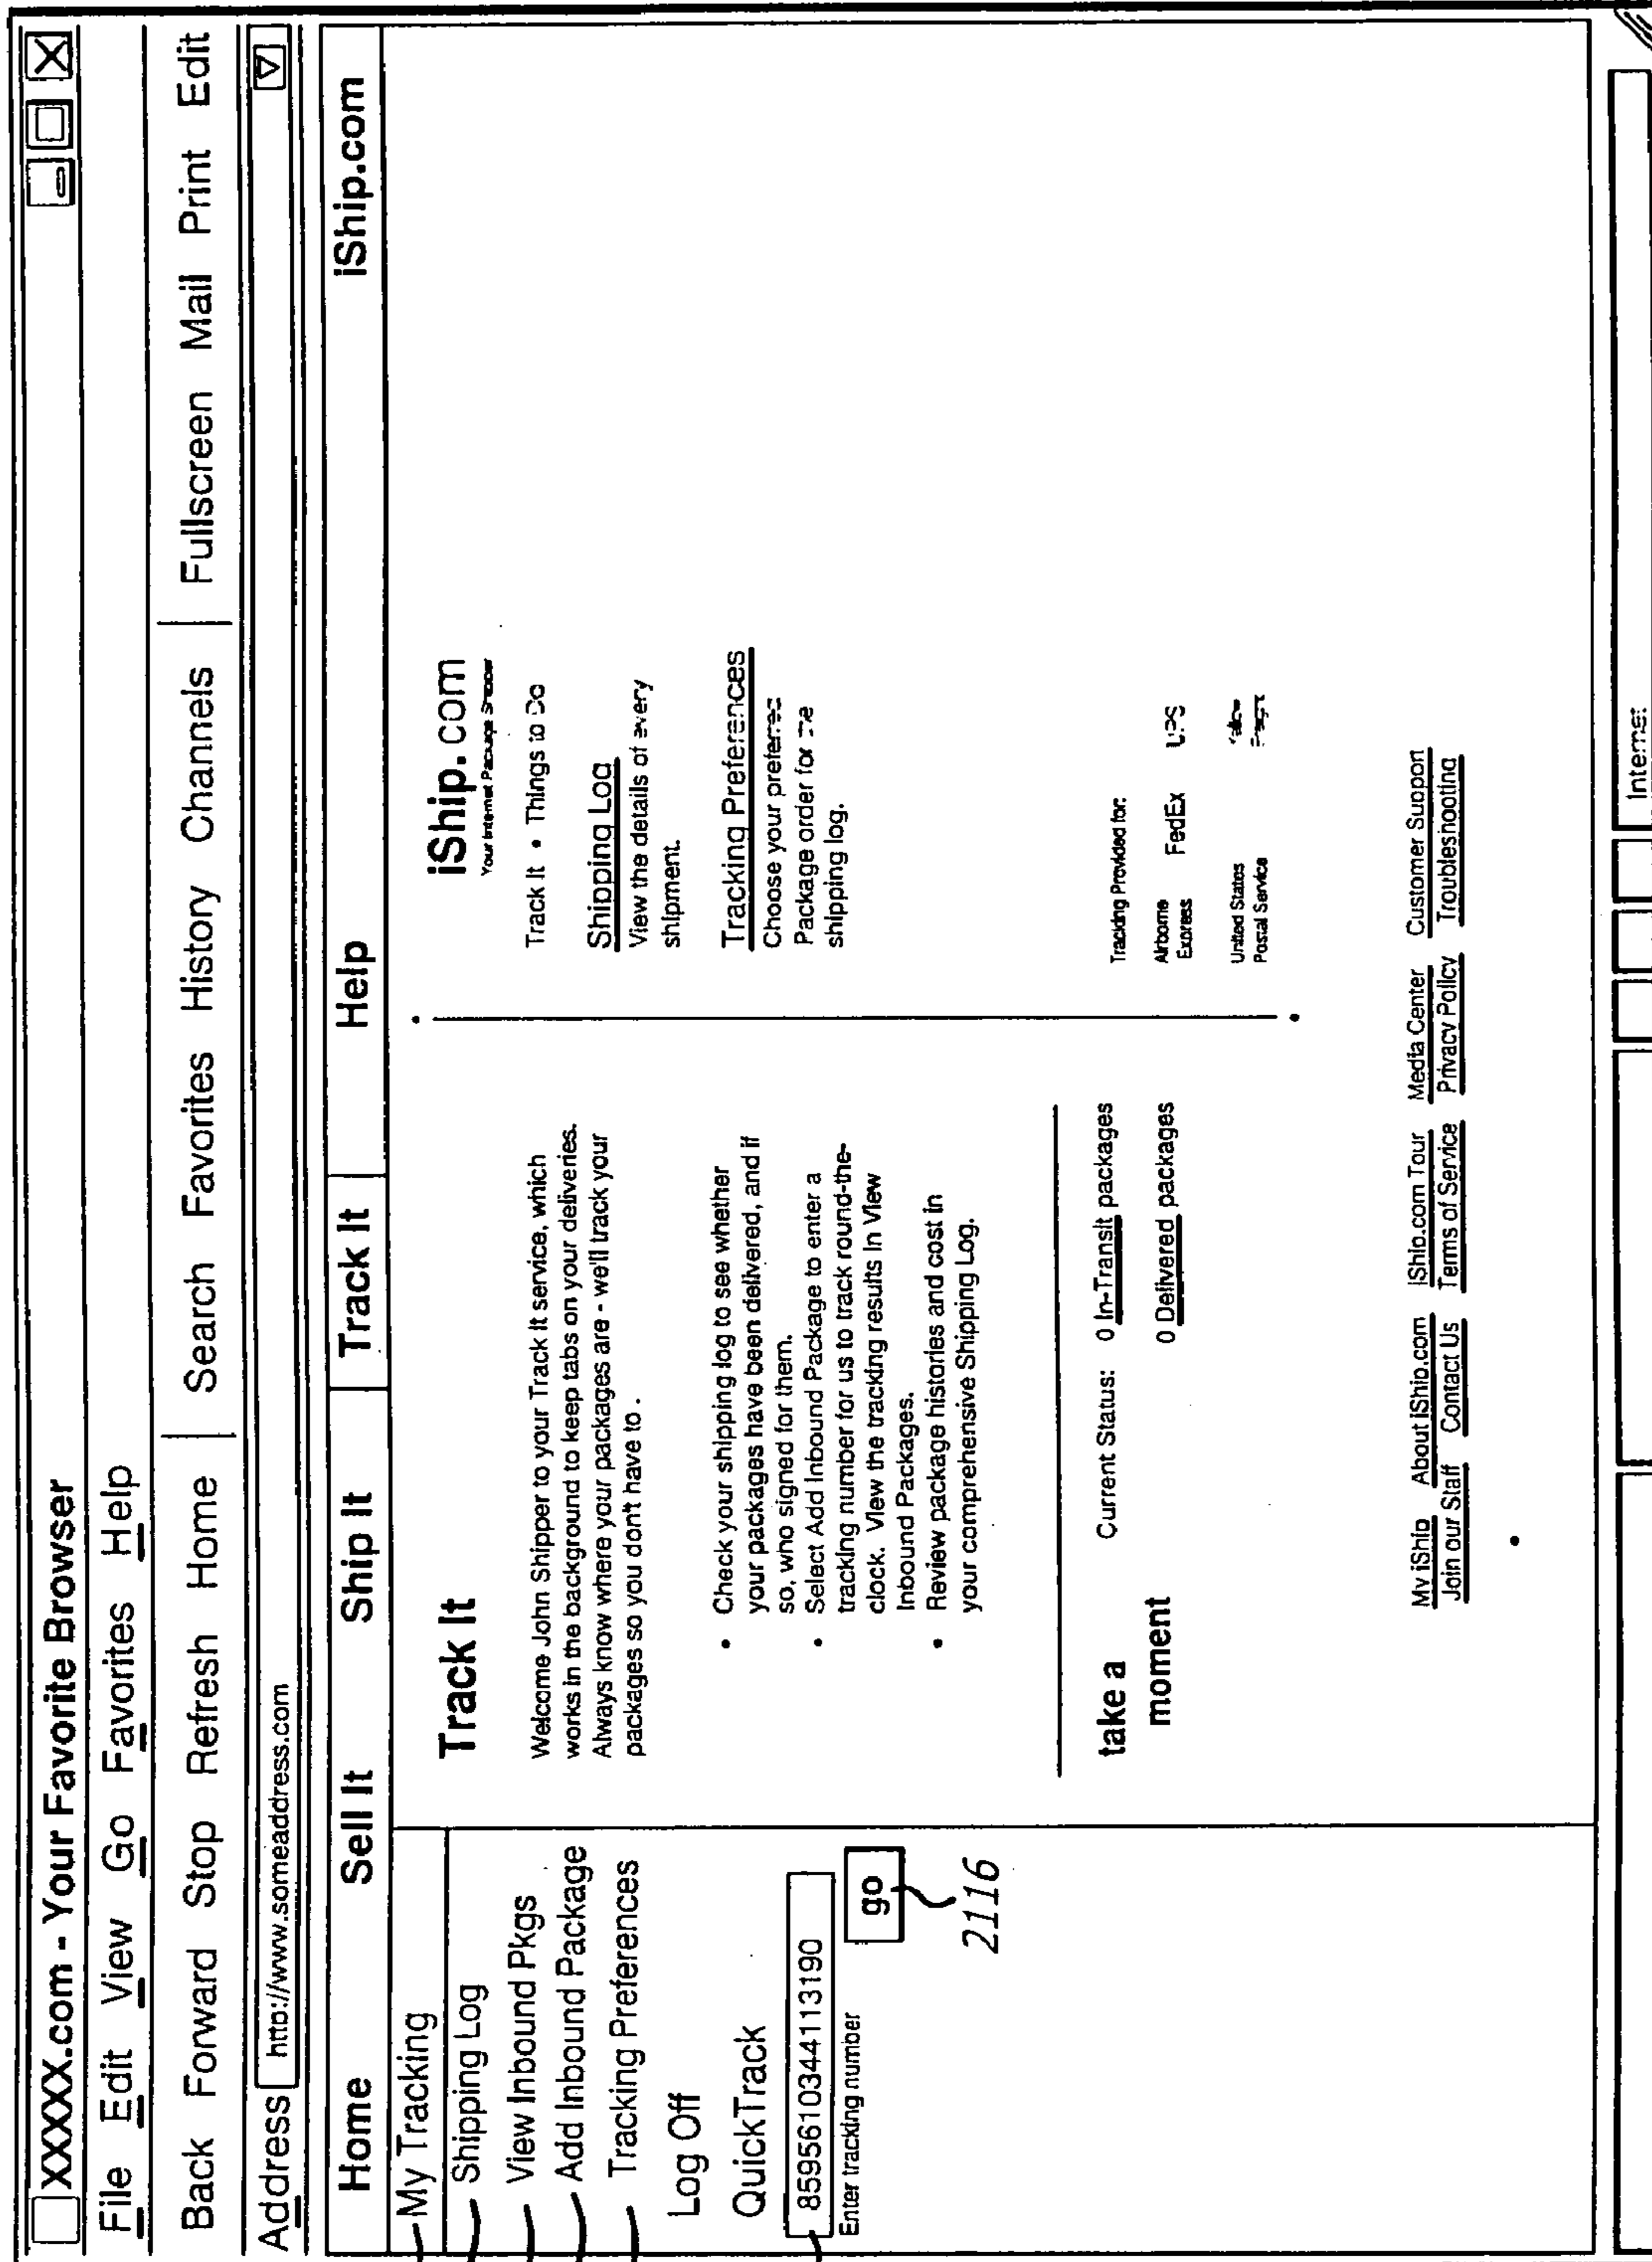 XXXXX.com - Your Favorite Browser
File Edit View Go Favorites Help
Back Forward Stop Refresh Home Search Favorites History Channels Fullscreen Mail Print Edit
Address http://www.someaddress.com
Home Sell It Ship It Track It Help iShip.com
My Tracking
Shipping Log
View Inbound Pkgs
Add Inbound Package
Tracking Preferences
Log Off
QuickTrack
8595610344113190
Enter tracking number
go
2116
Track It
Welcome John Shipper to your Track It service, which
works in the background to keep tabs on your deliveries.
Always know where your packages are - we'll track your
packages so you don't have to .
• Check your shipping log to see whether
your packages have been delivered, and if
so, who signed for them.
• Select Add Inbound Package to enter a
tracking number for us to track round-the-
clock. View the tracking results In View
Inbound Packages.
• Review package histories and cost in
your comprehensive Shipping Log.
take a
moment
Current Status: 0 In-Transit packages
0 Delivered packages
iShip.com
Your Internet Package Shipper
Track It • Things to Do
Shipping Log
View the details of every
shipment.
Tracking Preferences
Choose your preferred
Package order for
shipping log.
Tracking Provided for:
Airborne
Express
FedEx
UPS
United States
Postal Service
Yellow
Freight
My iShip About iShip.com iShip.com Tour Media Center Customer Support
Join our Staff Contact Us Terms of Service Privacy Policy Troubleshooting
Internet